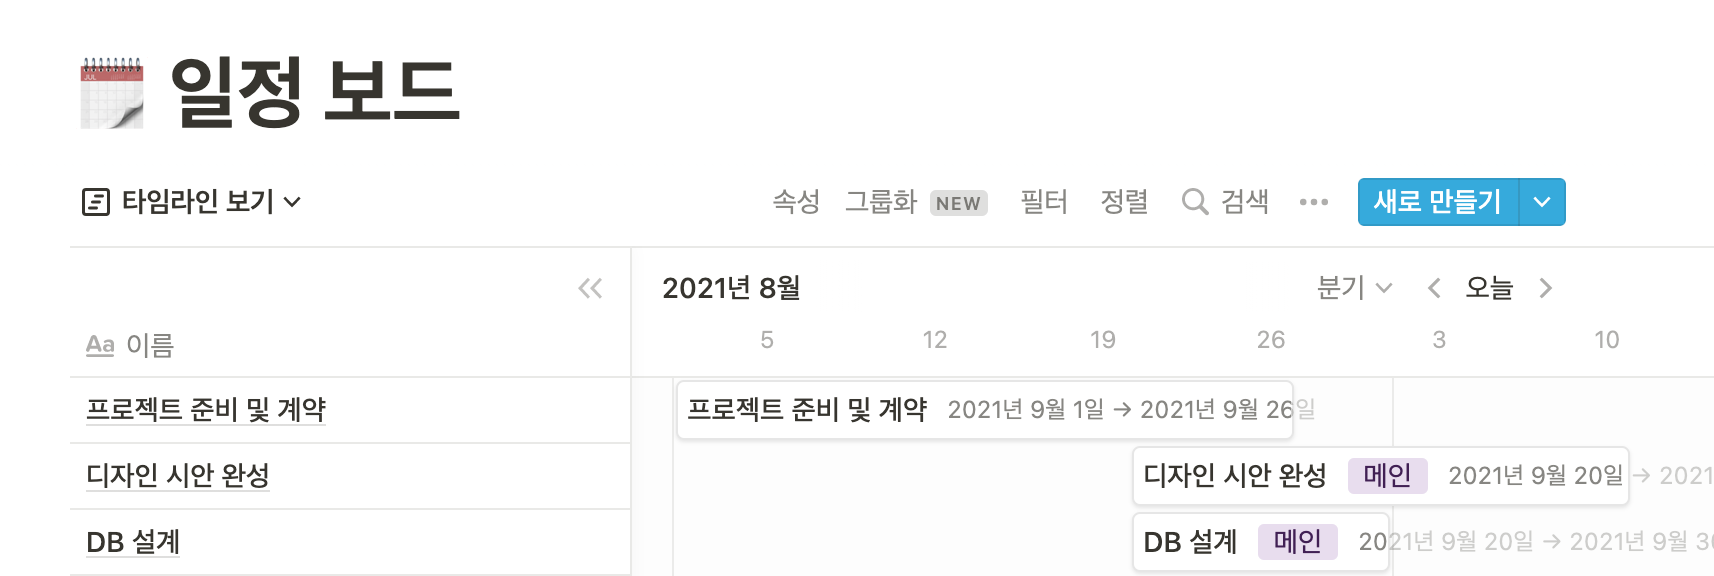 JUL
일정 보드
타임라인 보기 속성 그룹화 NEW 필터 정렬 검색 ••• 새로 만들기
2021년 8월 분기 오늘
5 12 19 26 3 10
Aa 이름
프로젝트 준비 및 계약 프로젝트 준비 및 계약 2021년 9월 1일 → 2021년 9월 26일
디자인 시안 완성 디자인 시안 완성 메인 2021년 9월 20일 → 2021
DB 설계 DB 설계 메인 2021년 9월 20일 → 2021년 9월 30